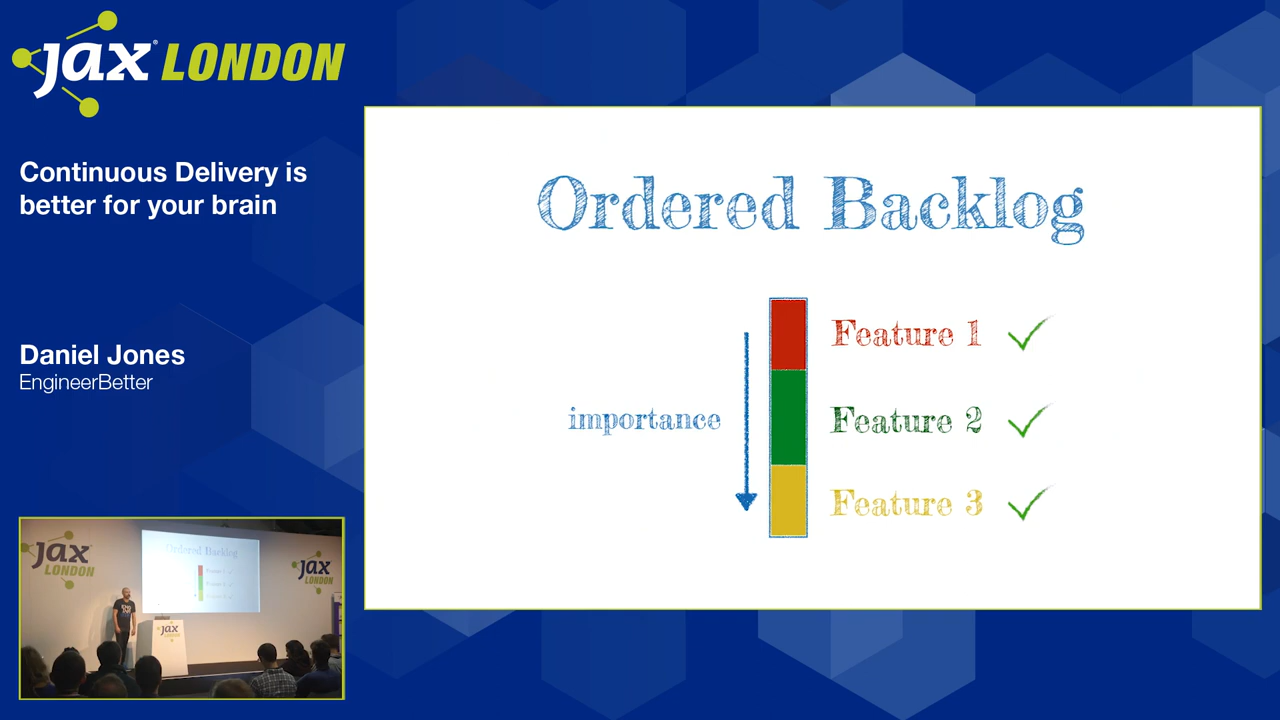 jax® LONDON
Continuous Delivery is
better for your brain
Daniel Jones
EngineerBetter
Ordered Backlog
importance
Feature 1
Feature 2
Feature 3
jax
LONDON
Ordered Backlog
jax
LONDON
jax